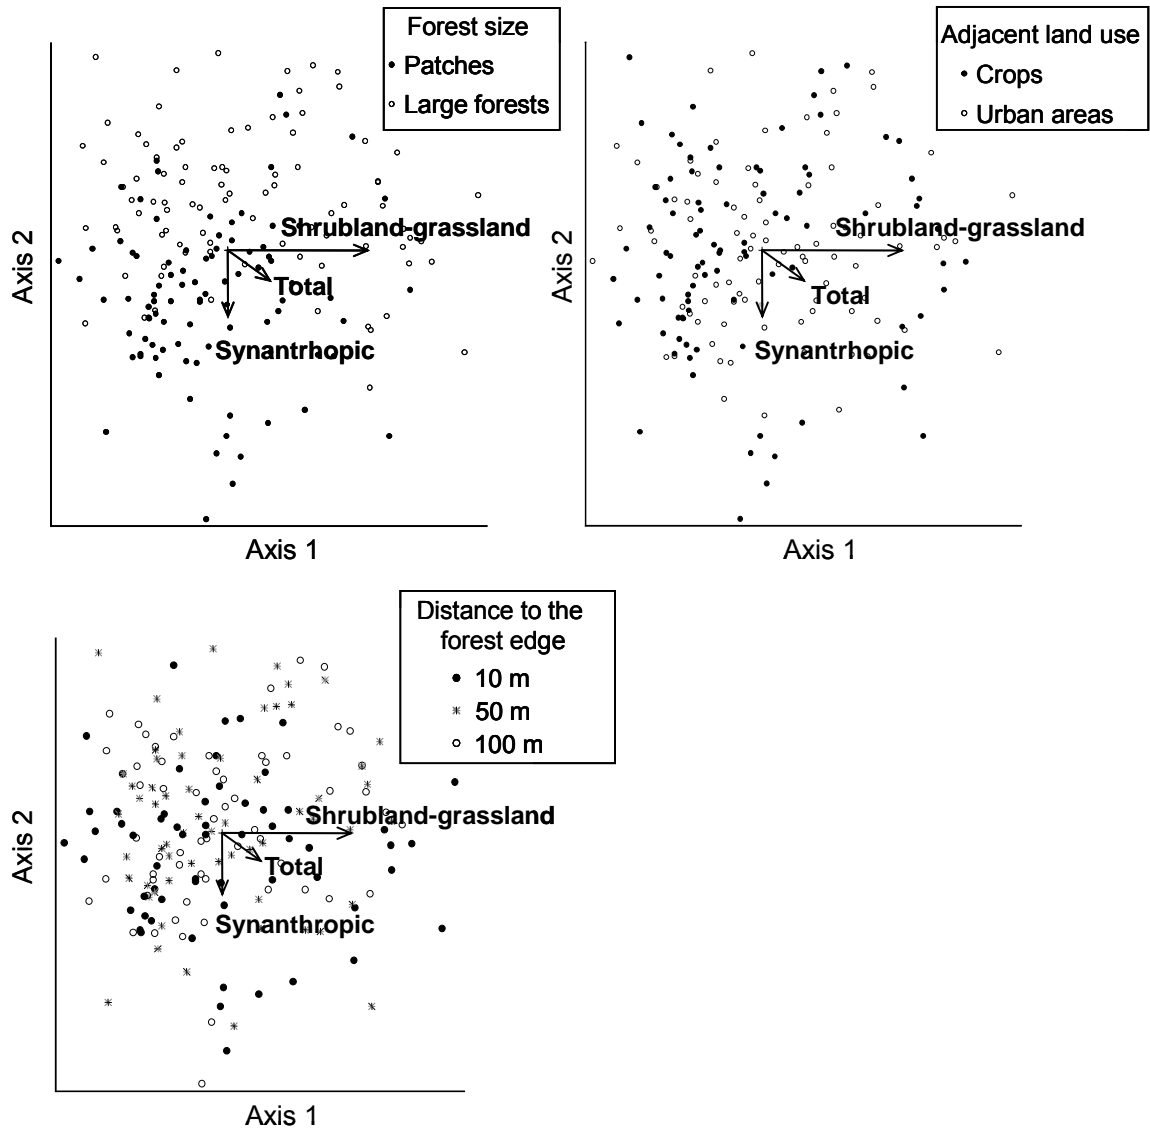 Forest size
Patches
Large forests
Shrubland-grassland
Total
Synantrhopic
Axis 2
Axis 1
Adjacent land use
Crops
Urban areas
Shrubland-grassland
Total
Synantrhopic
Axis 2
Axis 1
Distance to the
forest edge
10 m
50 m
100 m
Shrubland-grassland
Total
Synanthropic
Axis 2
Axis 1